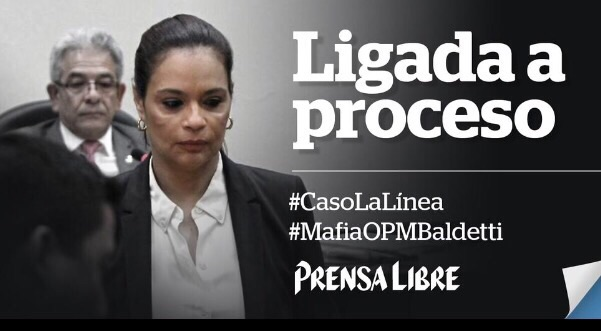 Ligada a
proceso
#CasoLaLínea
#MafiaOPMBaldetti
PRENSA LIBRE